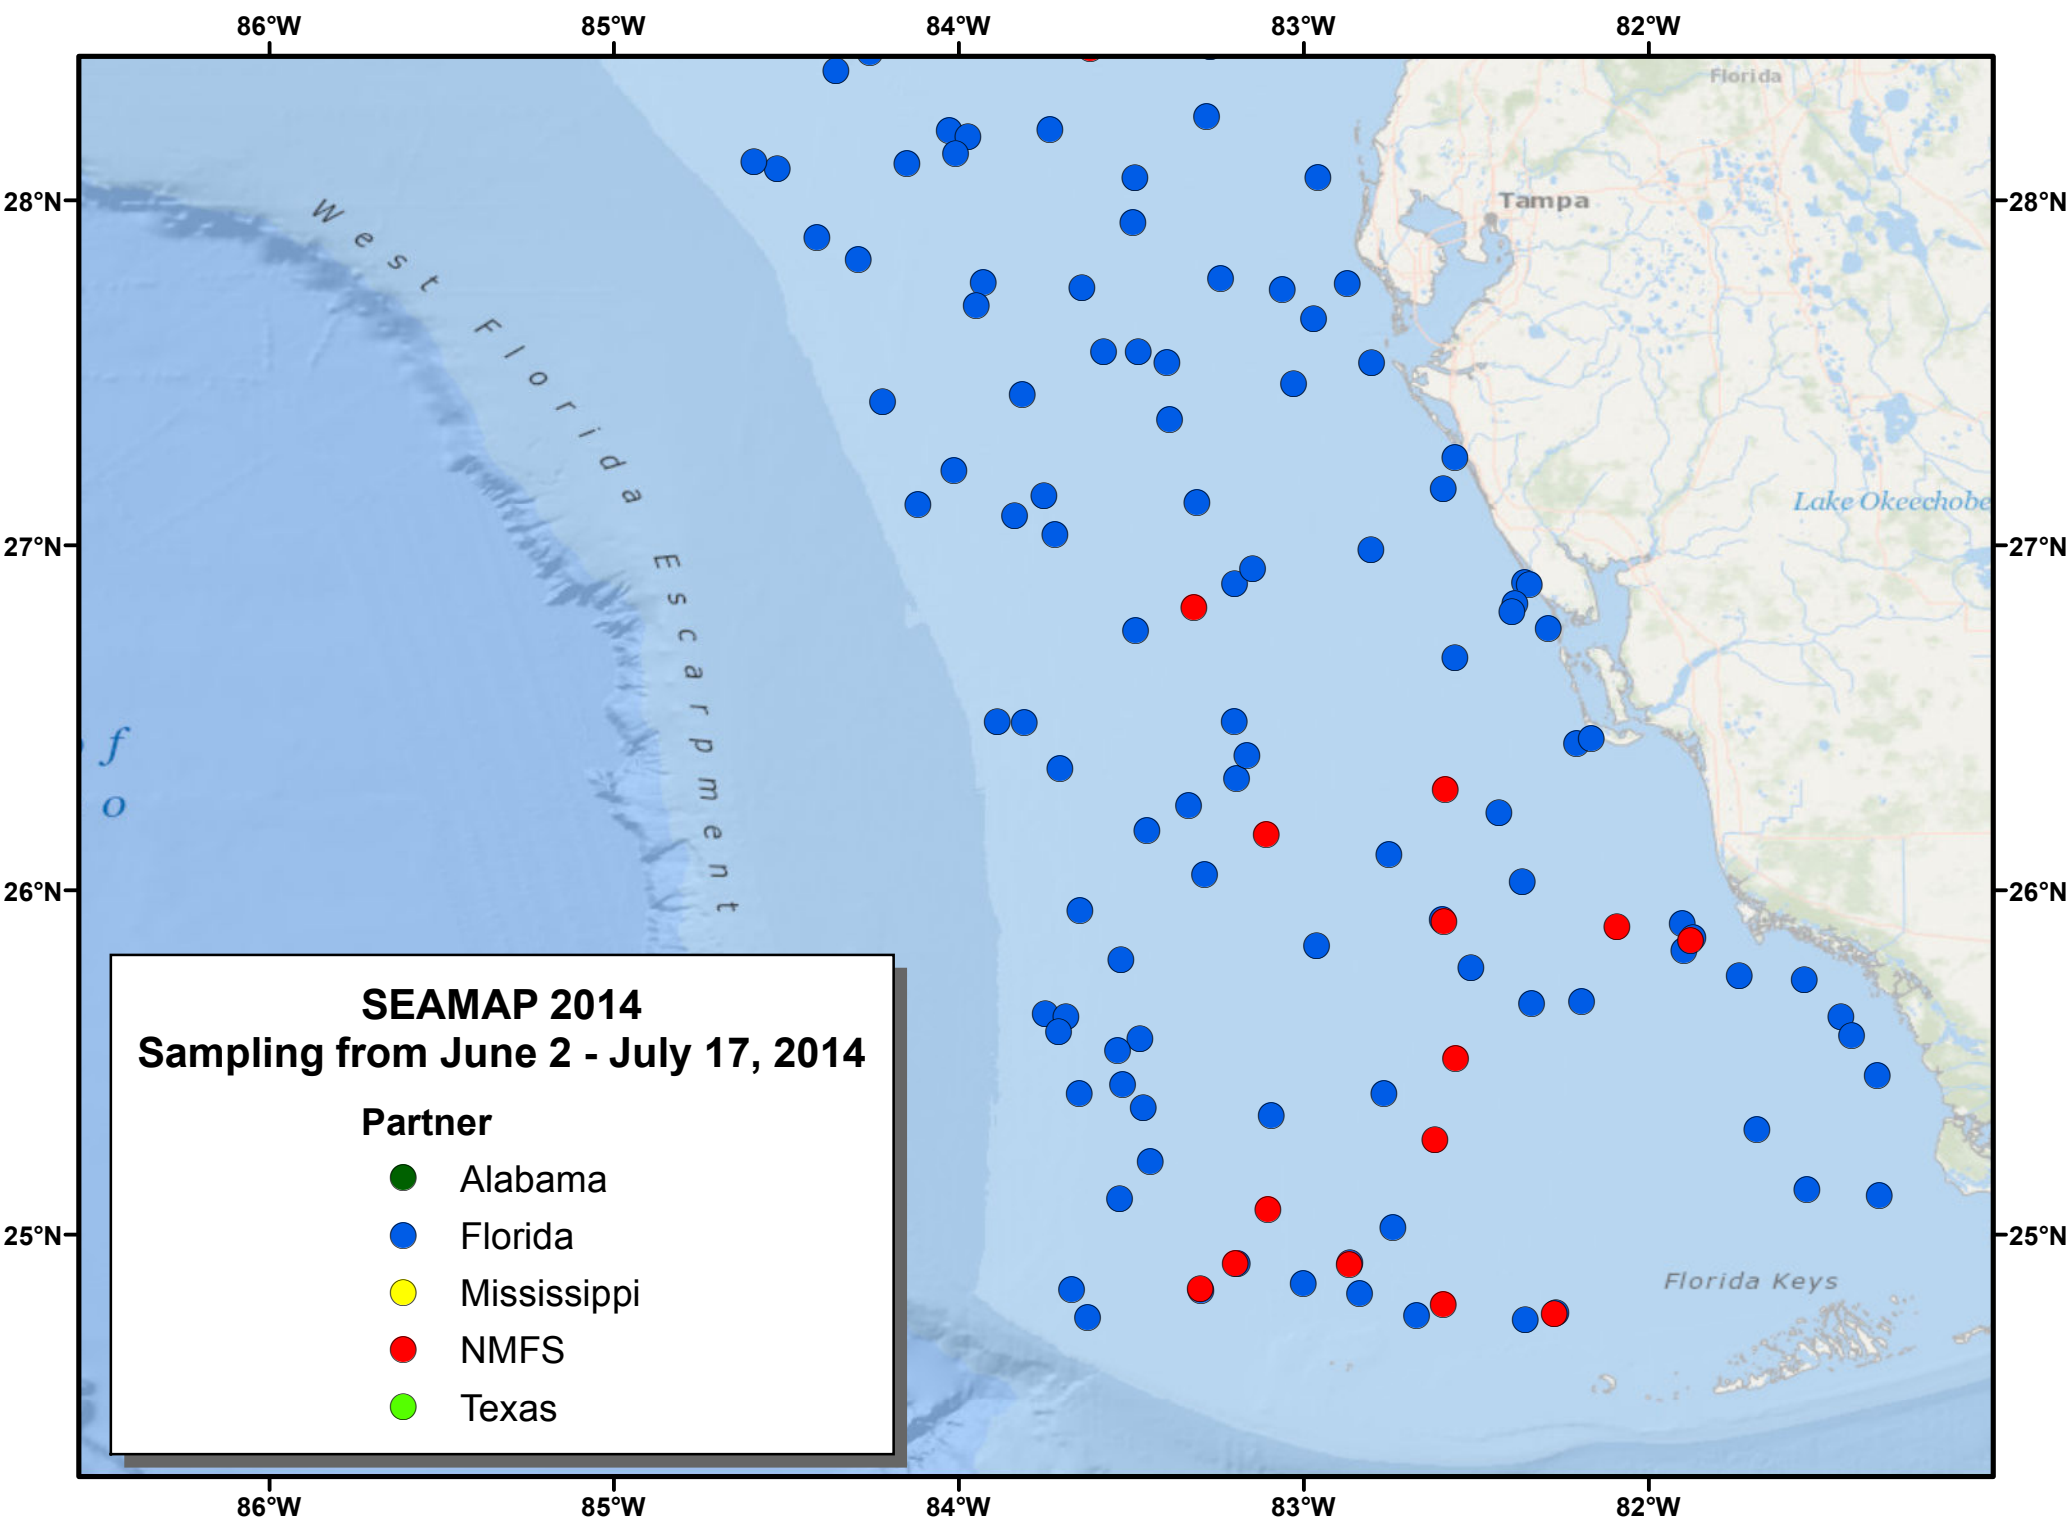 86°W 85°W 84°W 83°W 82°W
Florida
28°N 28°N
Tampa
West Florida Escarpment
Lake Okeechobe
27°N 27°N
f
o
26°N 26°N
SEAMAP 2014
Sampling from June 2 - July 17, 2014
Partner
Alabama
Florida
Mississippi
NMFS
Texas
25°N 25°N
Florida Keys
86°W 85°W 84°W 83°W 82°W